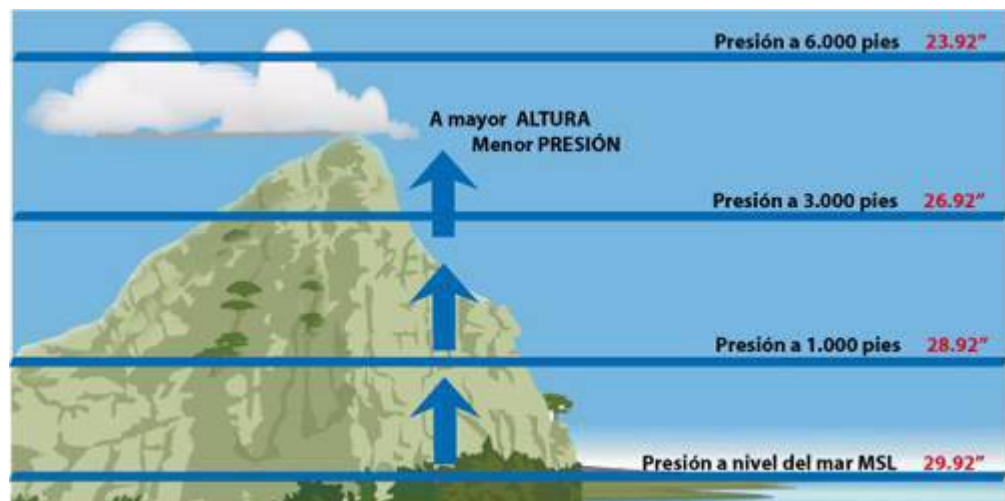 Presión a 6.000 pies 23.92"
A mayor ALTURA
Menor PRESIÓN
Presión a 3.000 pies 26.92"
Presión a 1.000 pies 28.92"
Presión a nivel del mar MSL 29.92"